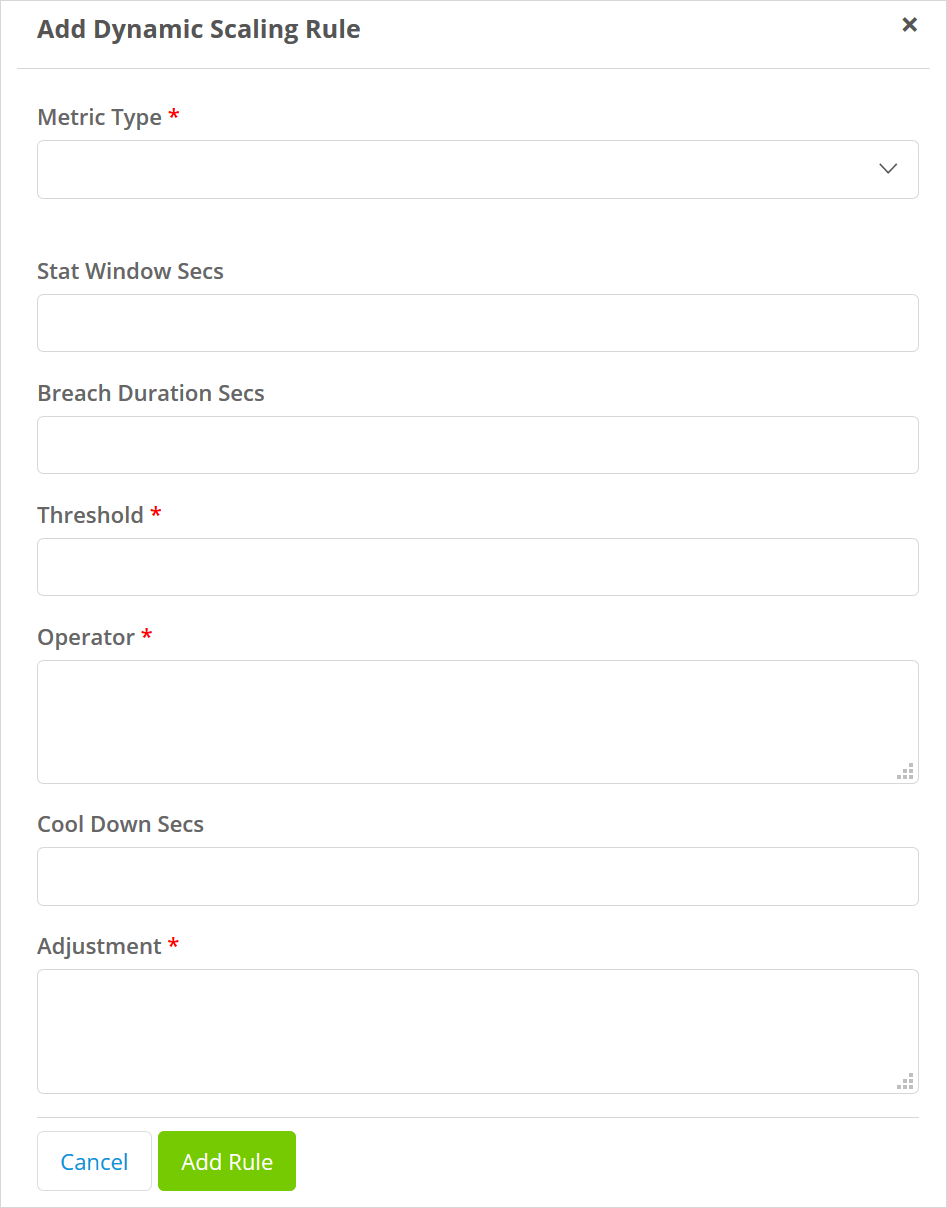 Add Dynamic Scaling Rule
Metric Type *
Stat Window Secs
Breach Duration Secs
Threshold *
Operator *
Cool Down Secs
Adjustment *
Cancel Add Rule